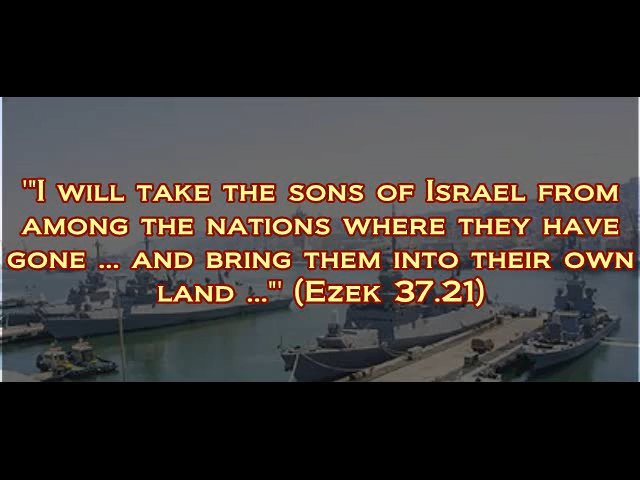 "'I will take the sons of Israel from
among the nations where they have
gone ... and bring them into their own
land ...'" (Ezek 37.21)